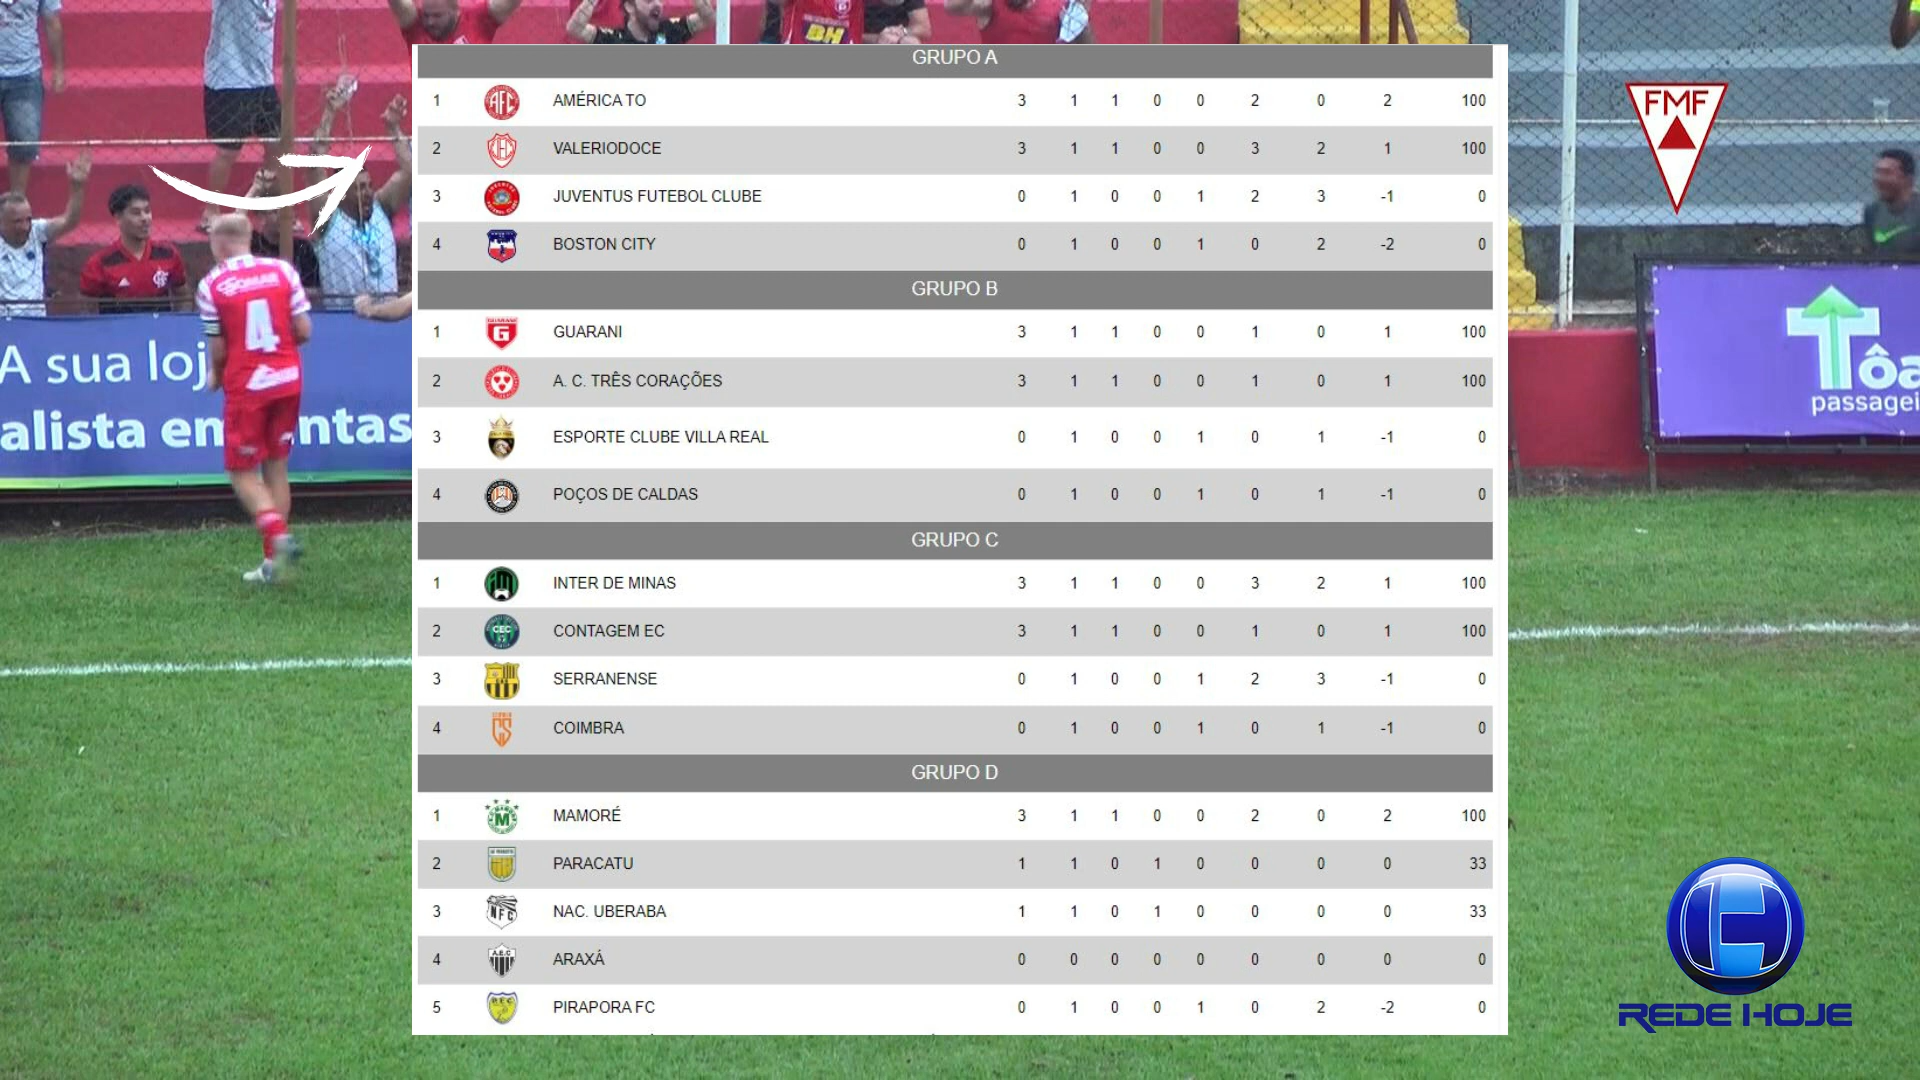 BH
GRUPO A
1 AMÉRICA TO 3 1 1 0 0 2 0 2 100
2 VALERIODOCE 3 1 1 0 0 3 2 1 100
3 JUVENTUS FUTEBOL CLUBE 0 1 0 0 1 2 3 -1 0
4 BOSTON CITY 0 1 0 0 1 0 2 -2 0
GRUPO B
1 GUARANI 3 1 1 0 0 1 0 1 100
2 A. C. TRÊS CORAÇÕES 3 1 1 0 0 1 0 1 100
3 ESPORTE CLUBE VILLA REAL 0 1 0 0 1 0 1 -1 0
4 POÇOS DE CALDAS 0 1 0 0 1 0 1 -1 0
GRUPO C
1 INTER DE MINAS 3 1 1 0 0 3 2 1 100
2 CONTAGEM EC 3 1 1 0 0 1 0 1 100
3 SERRANENSE 0 1 0 0 1 2 3 -1 0
4 COIMBRA 0 1 0 0 1 0 1 -1 0
GRUPO D
1 MAMORÉ 3 1 1 0 0 2 0 2 100
2 PARACATU 1 1 0 1 0 0 0 0 33
3 NAC. UBERABA 1 1 0 1 0 0 0 0 33
4 ARAXÁ 0 0 0 0 0 0 0 0 0
5 PIRAPORA FC 0 1 0 0 1 0 2 -2 0
FMF
4
A sua loj
alista em ntas
Tôa
passagei
REDE HOJE